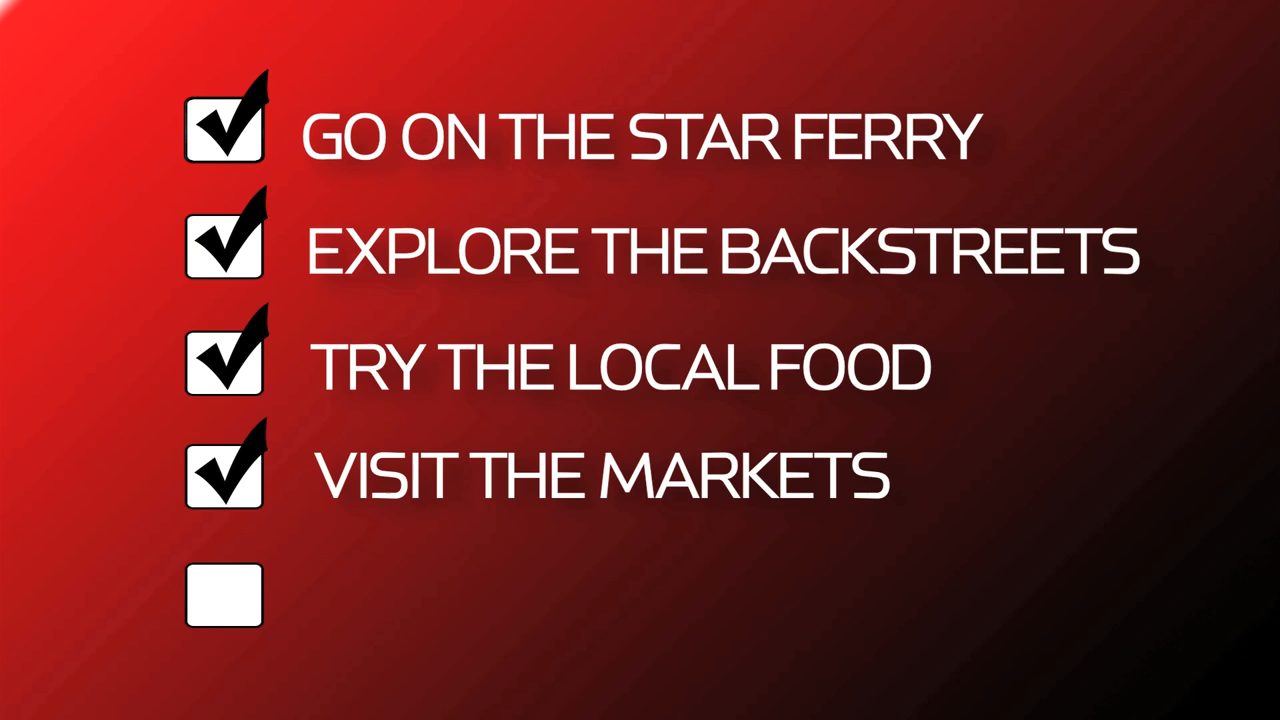 GO ON THE STAR FERRY
EXPLORE THE BACKSTREETS
TRY THE LOCAL FOOD
VISIT THE MARKETS